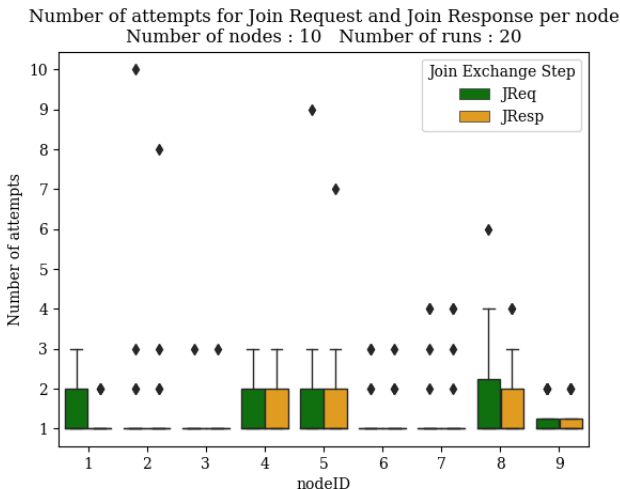 Number of attempts for Join Request and Join Response per node
Number of nodes : 10   Number of runs : 20
Join Exchange Step
JReq
JResp
Number of attempts
10
9
8
7
6
5
4
3
2
1
1 2 3 4 5 6 7 8 9
nodeID